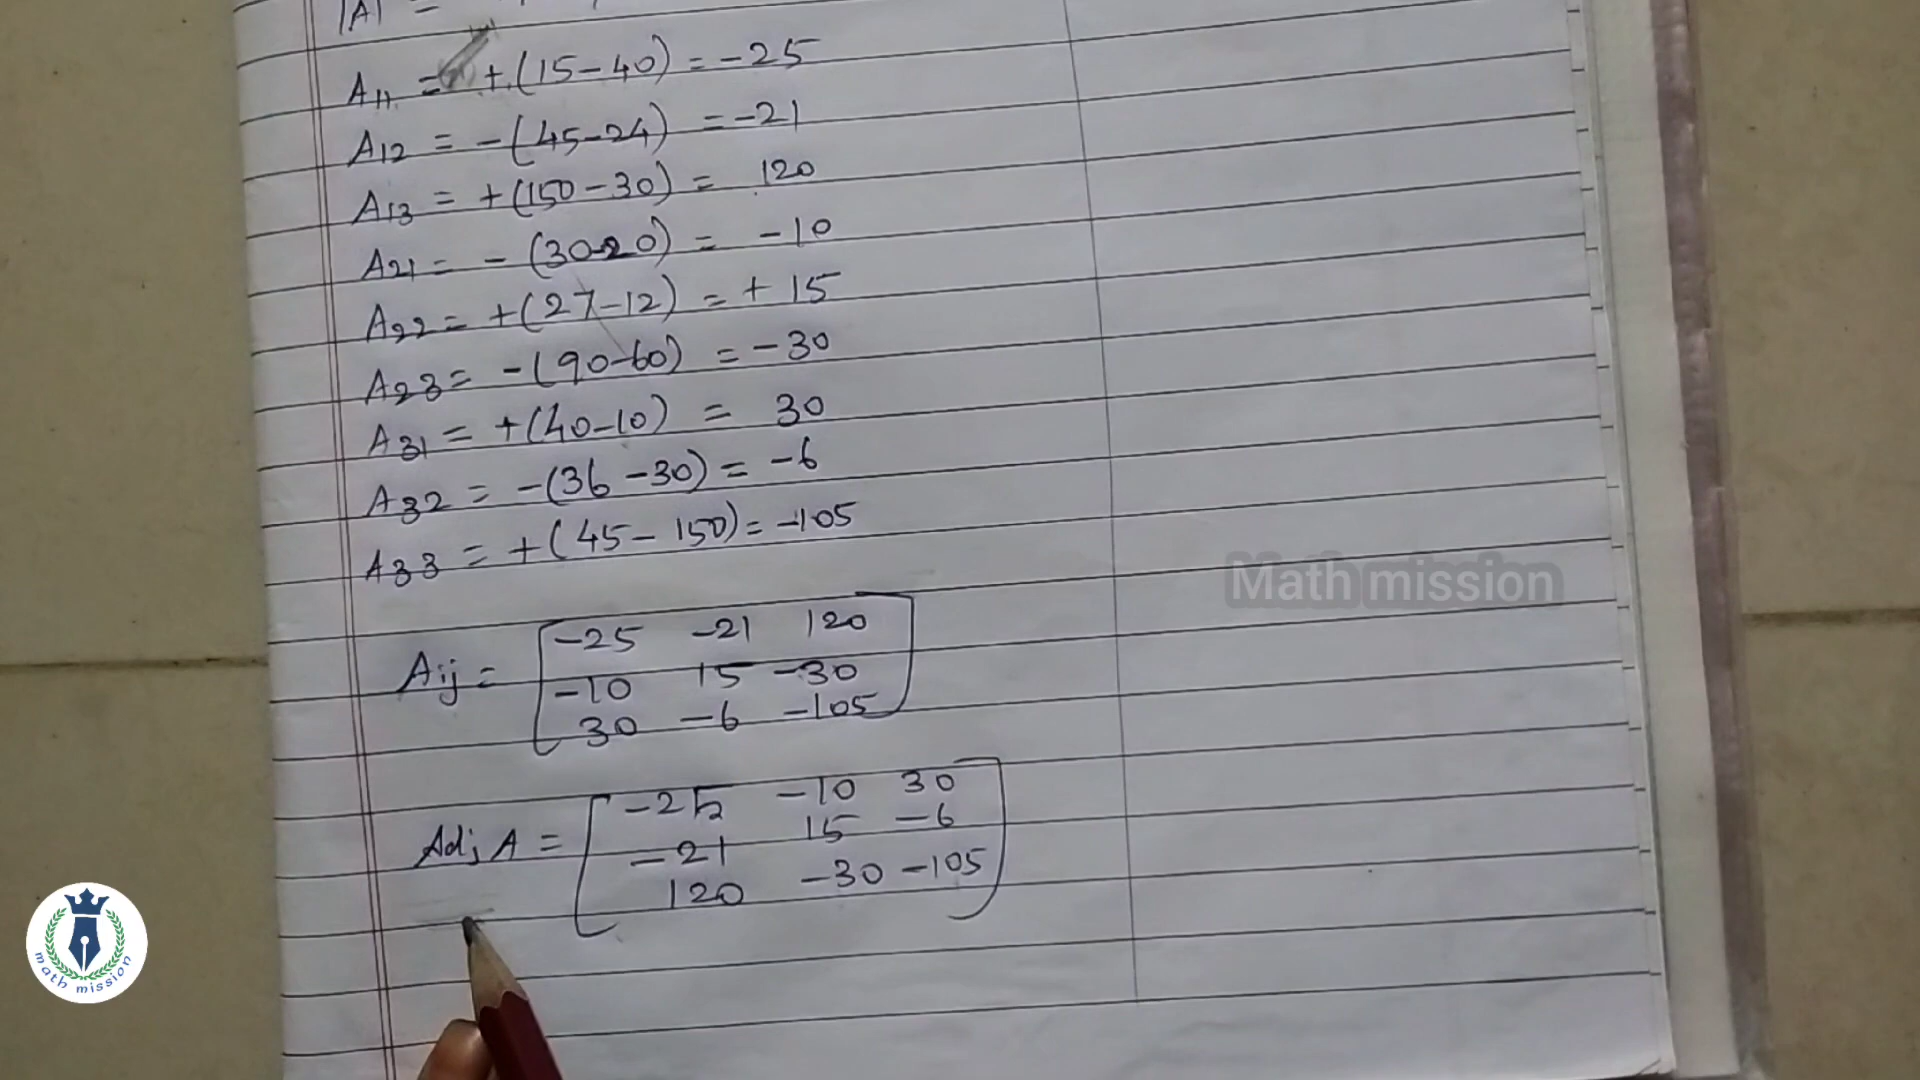 |A| =
A11 = +(15-40) = -25
A12 = -(45-24) = -21
A13 = +(150-30) = 120
A21 = -(30-20) = -10
A22 = +(27-12) = +15
A23 = -(90-60) = -30
A31 = +(40-10) = 30
A32 = -(36-30) = -6
A33 = +(45-150) = -105
Math mission
-25 -21 120
Aij = -10 15 -30
30 -6 -105
-25 -10 30
Adj A = -21 15 -6
120 -30 -105
math mission